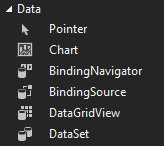 Data
Pointer
Chart
BindingNavigator
BindingSource
DataGridView
DataSet